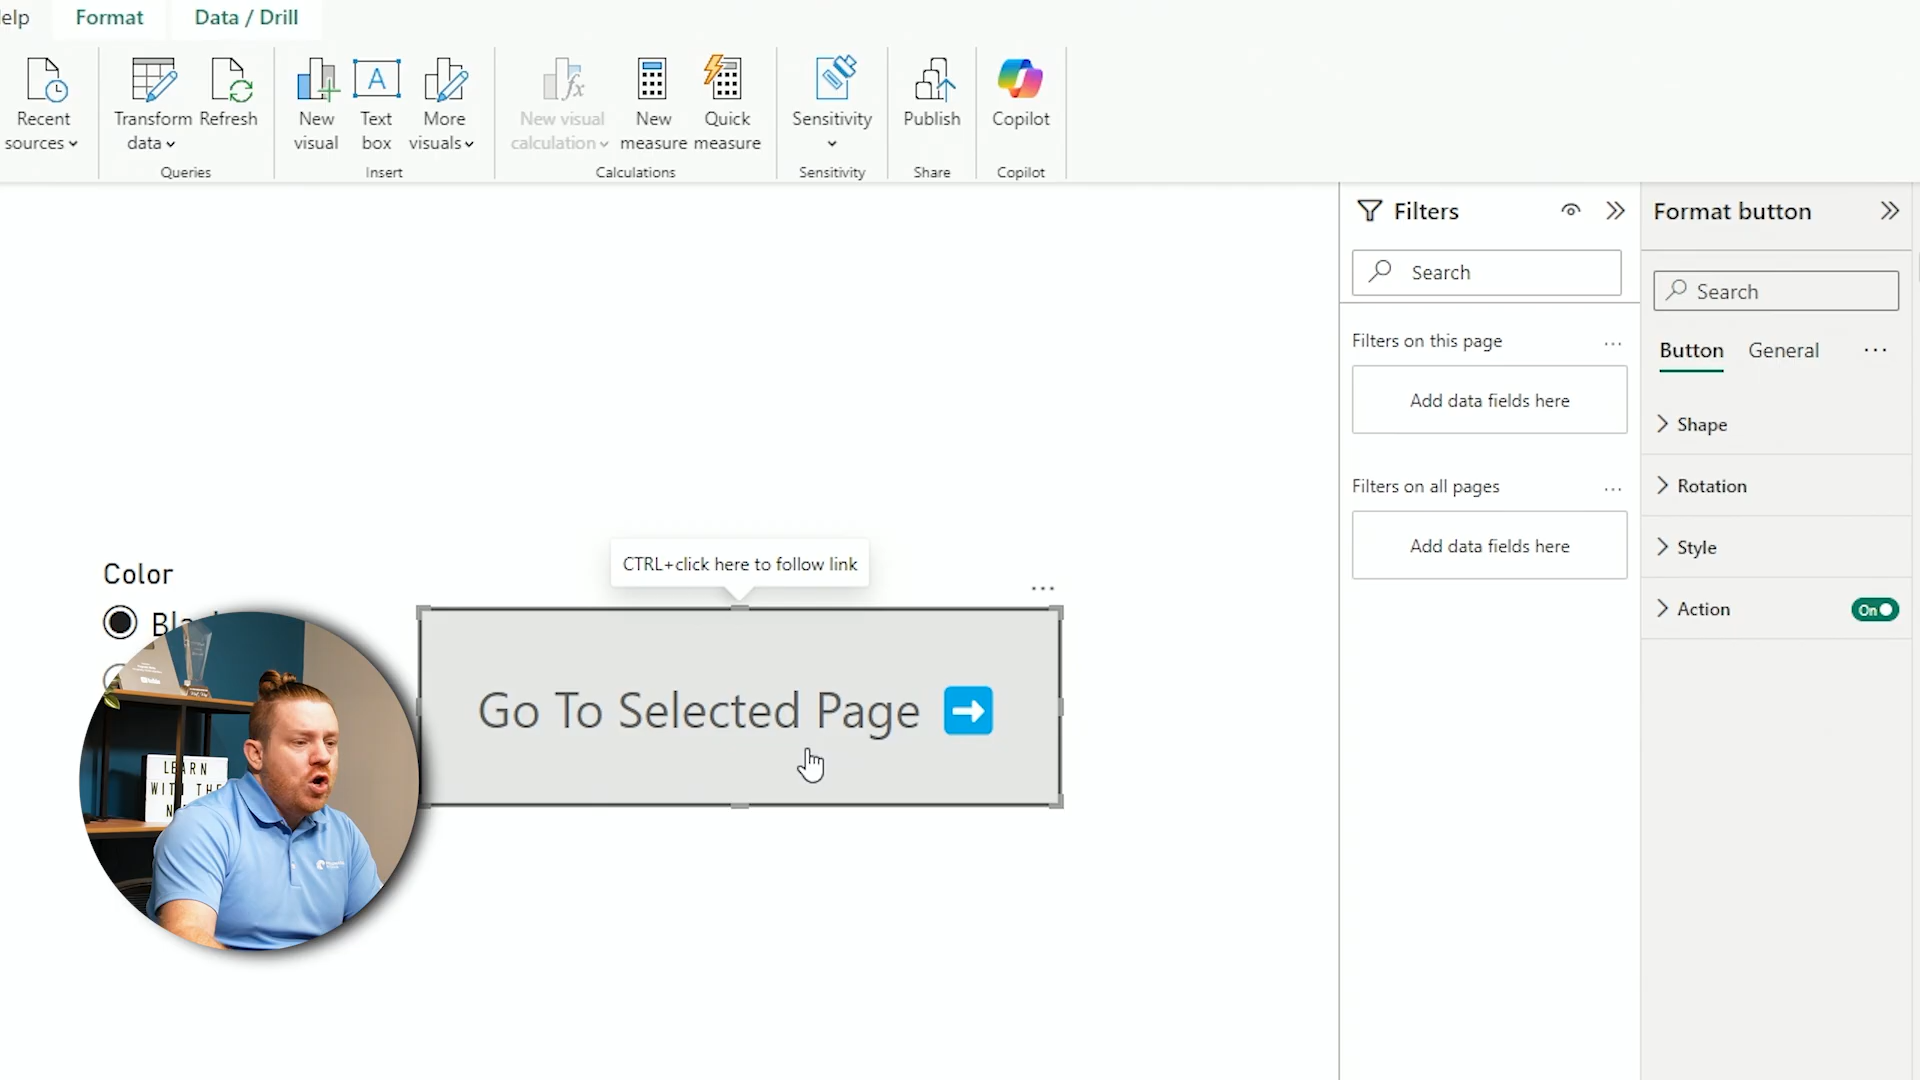 Format
Data / Drill
Recent
sources
Transform
data
Refresh
New
visual
Text
box
More
visuals
New visual
calculation
New
measure
Quick
measure
Sensitivity
Publish
Copilot
Queries
Insert
Calculations
Sensitivity
Share
Copilot
Filters
Search
Filters on this page
Add data fields here
Filters on all pages
Add data fields here
Format button
Search
Button
General
Shape
Rotation
Style
Action
On
Color
CTRL+click here to follow link
Go To Selected Page